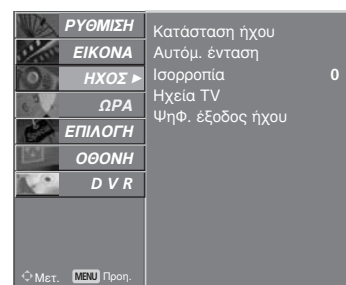 ΡΥΘΜΙΣΗ
ΕΙΚΟΝΑ
ΗΧΟΣ ►
ΩΡΑ
ΕΠΙΛΟΓΗ
ΟΘΟΝΗ
D V R
Κατάσταση ήχου
Αυτόμ. ένταση
Ισορροπία 0
Ηχεία TV
ΨηΦ. έξοδος ήχου
Μετ. MENU Προη.